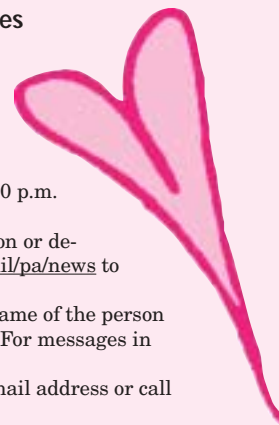 es
0 p.m.
on or de-
il/pa/news to
ame of the person
For messages in
mail address or call